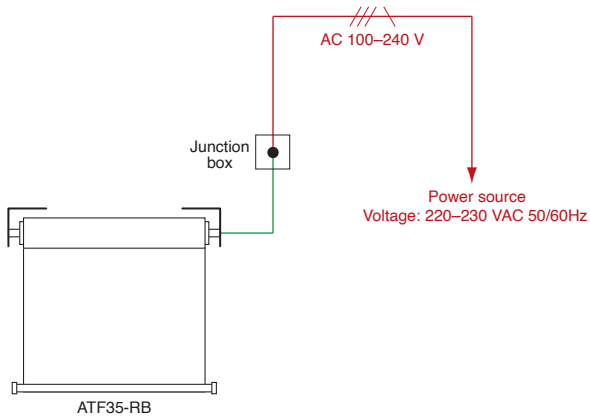 AC 100–240 V
Junction
box
Power source
Voltage: 220–230 VAC 50/60Hz
ATF35-RB